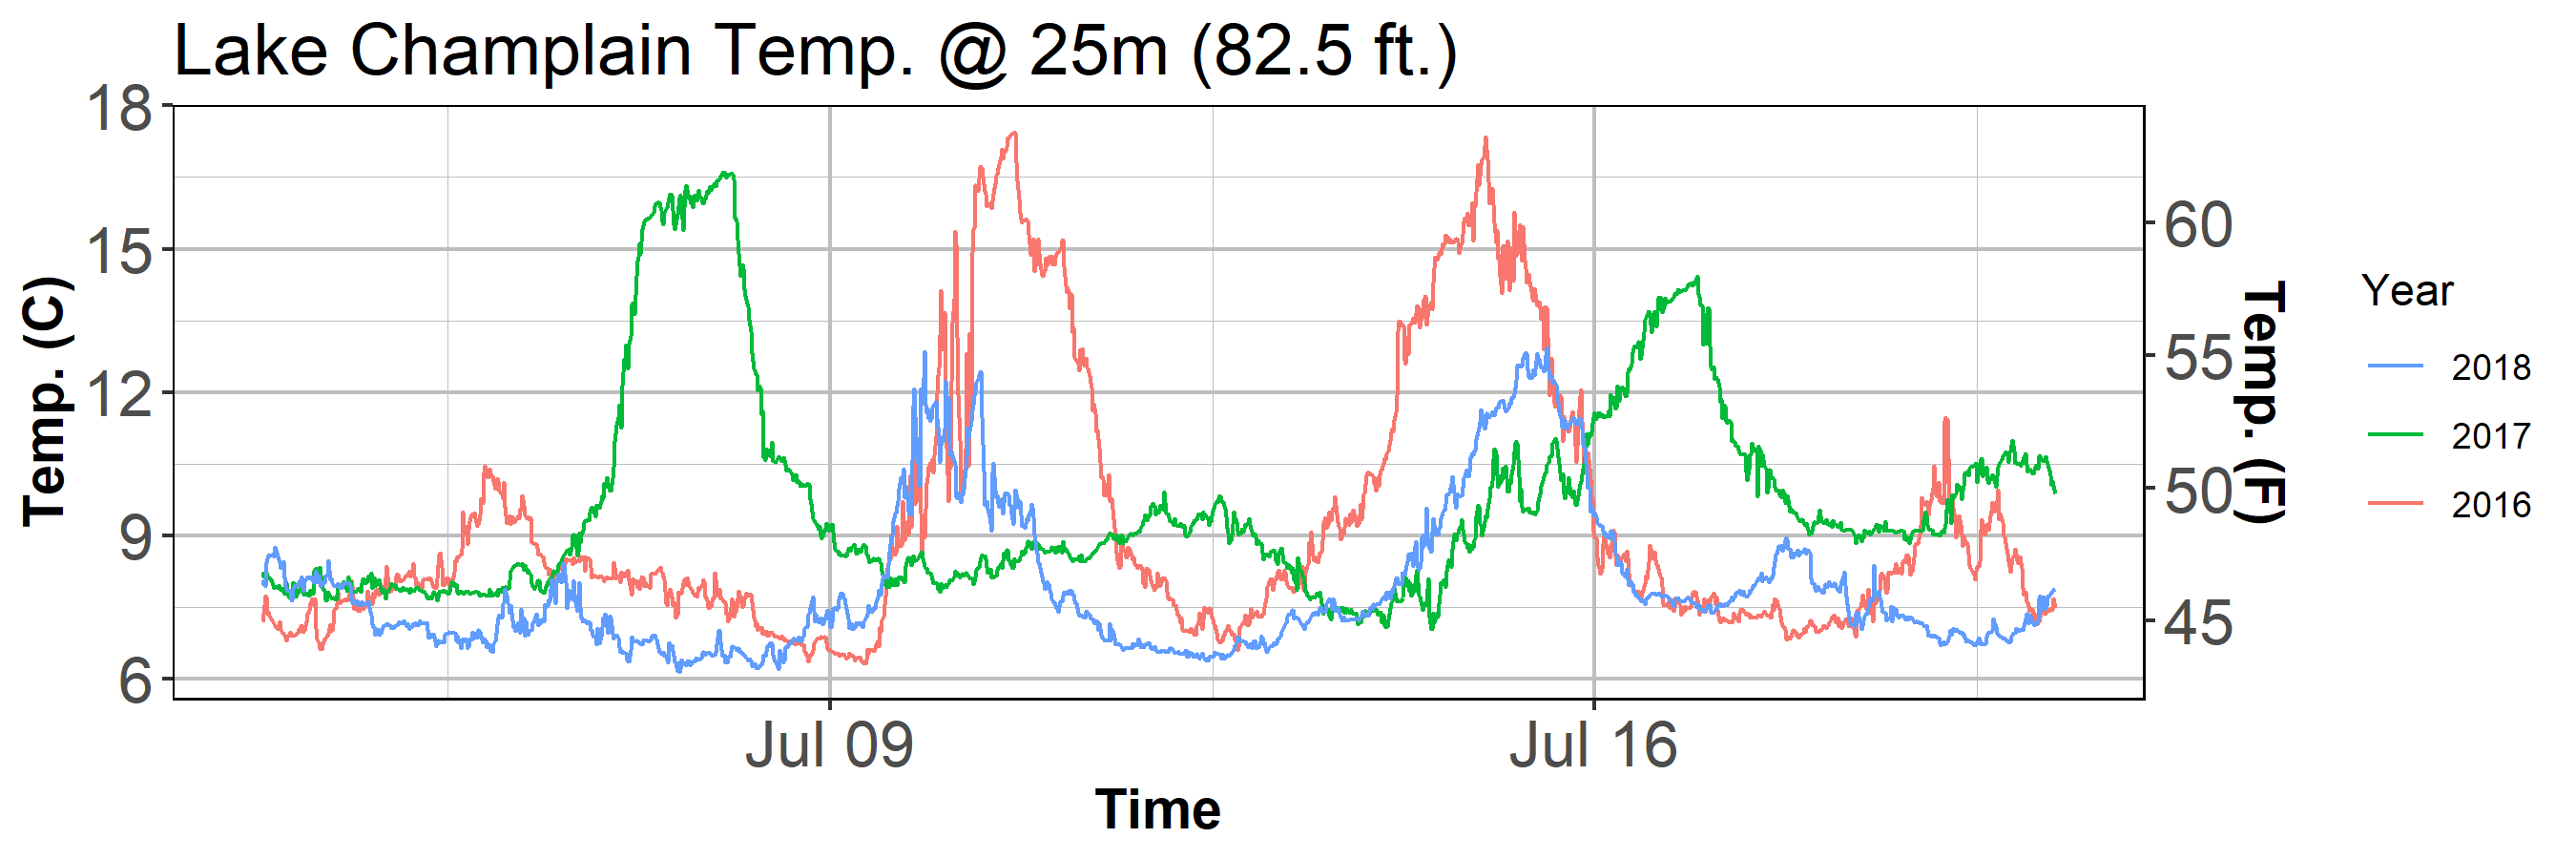 Lake Champlain Temp. @ 25m (82.5 ft.)
18
15
12
9
6
Temp. (C)
60
55
50
45
Temp. (F)
Jul 09
Jul 16
Time
Year
2018
2017
2016